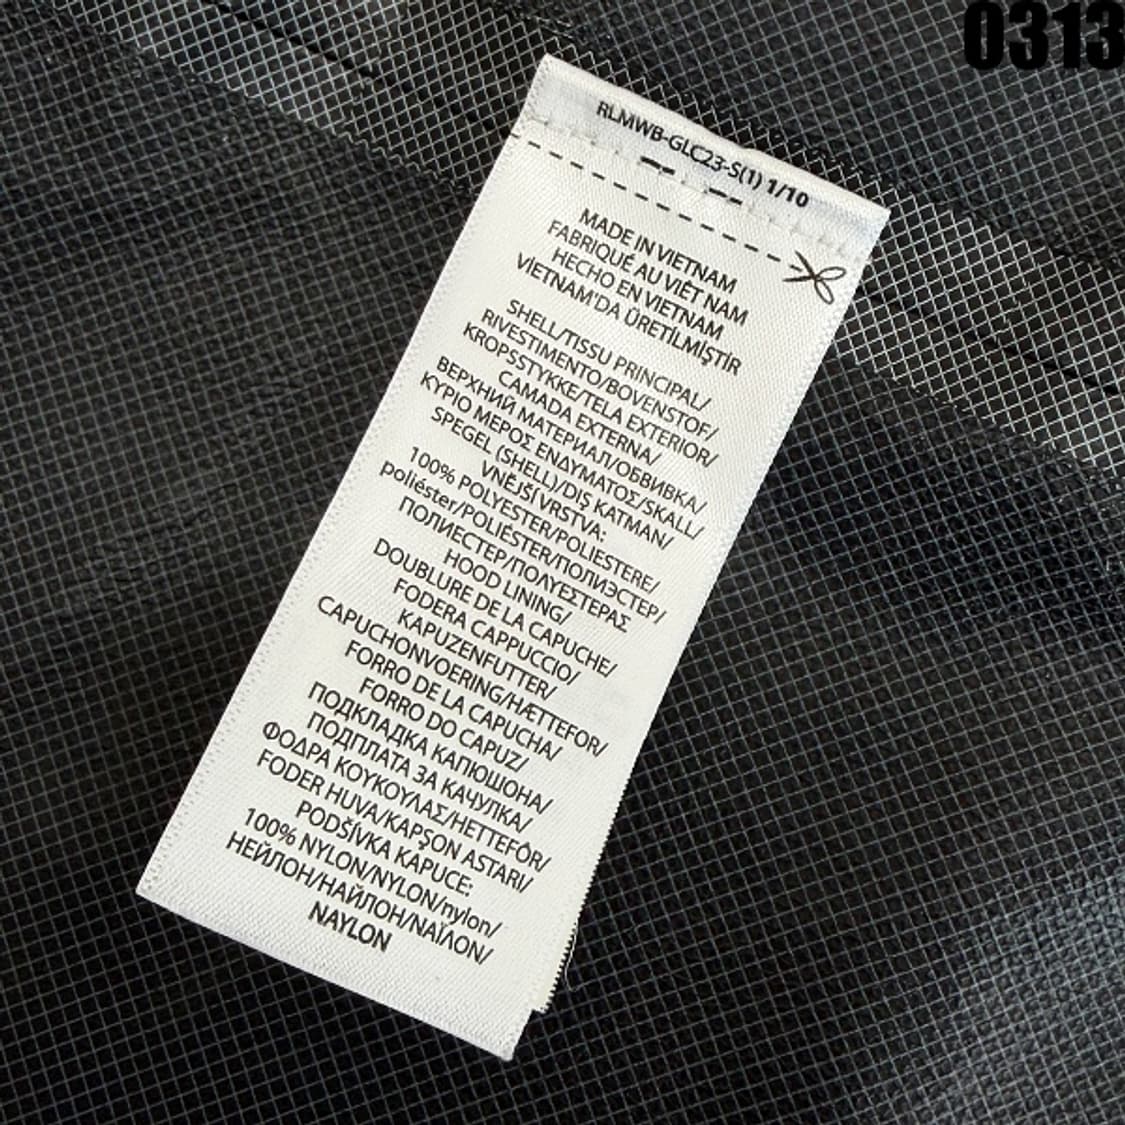 0313
RLMWB-GLC23-S(1) 1/10
MADE IN VIETNAM
FABRIQUÉ AU VIÊT NAM
HECHO EN VIETNAM
VİETNAM'DA ÜRETİLMİŞTİR
SHELL/TISSU PRINCIPAL/
RIVESTIMENTO/BOVENSTOF/
KROPSSTYKKE/TELA EXTERIOR/
CAMADA EXTERNA/
ВЕРХНИЙ МАТЕРИАЛ/ОБВИВКА/
ΚΥΡΙΟ ΜΕΡΟΣ ΕΝΔΥΜΑΤΟΣ/SKALL/
SPEGEL (SHELL)/DIŞ KATMAN/
VNĚJŠÍ VRSTVA:
100% POLYESTER/POLIESTERE/
poliéster/POLIÉSTER/ПОЛИЭСТЕР/
ПОЛИЕСТЕР/ΠΟΛΥΕΣΤΕΡΑΣ
HOOD LINING/
DOUBLURE DE LA CAPUCHE/
FODERA CAPPUCCIO/
KAPUZENFUTTER/
CAPUCHONVOERING/HÆTTEFOR/
FORRO DE LA CAPUCHA/
FORRO DO CAPUZ/
ПОДКЛАДКА КАПЮШОНА/
ПОДПЛАТА ЗА КАЧУЛКА/
ΦΟΔΡΑ ΚΟΥΚΟΥΛΑΣ/HETTEFÔR/
FODER HUVA/KAPŞON ASTARI/
PODŠÍVKA KAPUCE:
100% NYLON/NYLON/nylon/
НЕЙЛОН/НАЙЛОН/ΝΑΪΛΟΝ/
NAYLON